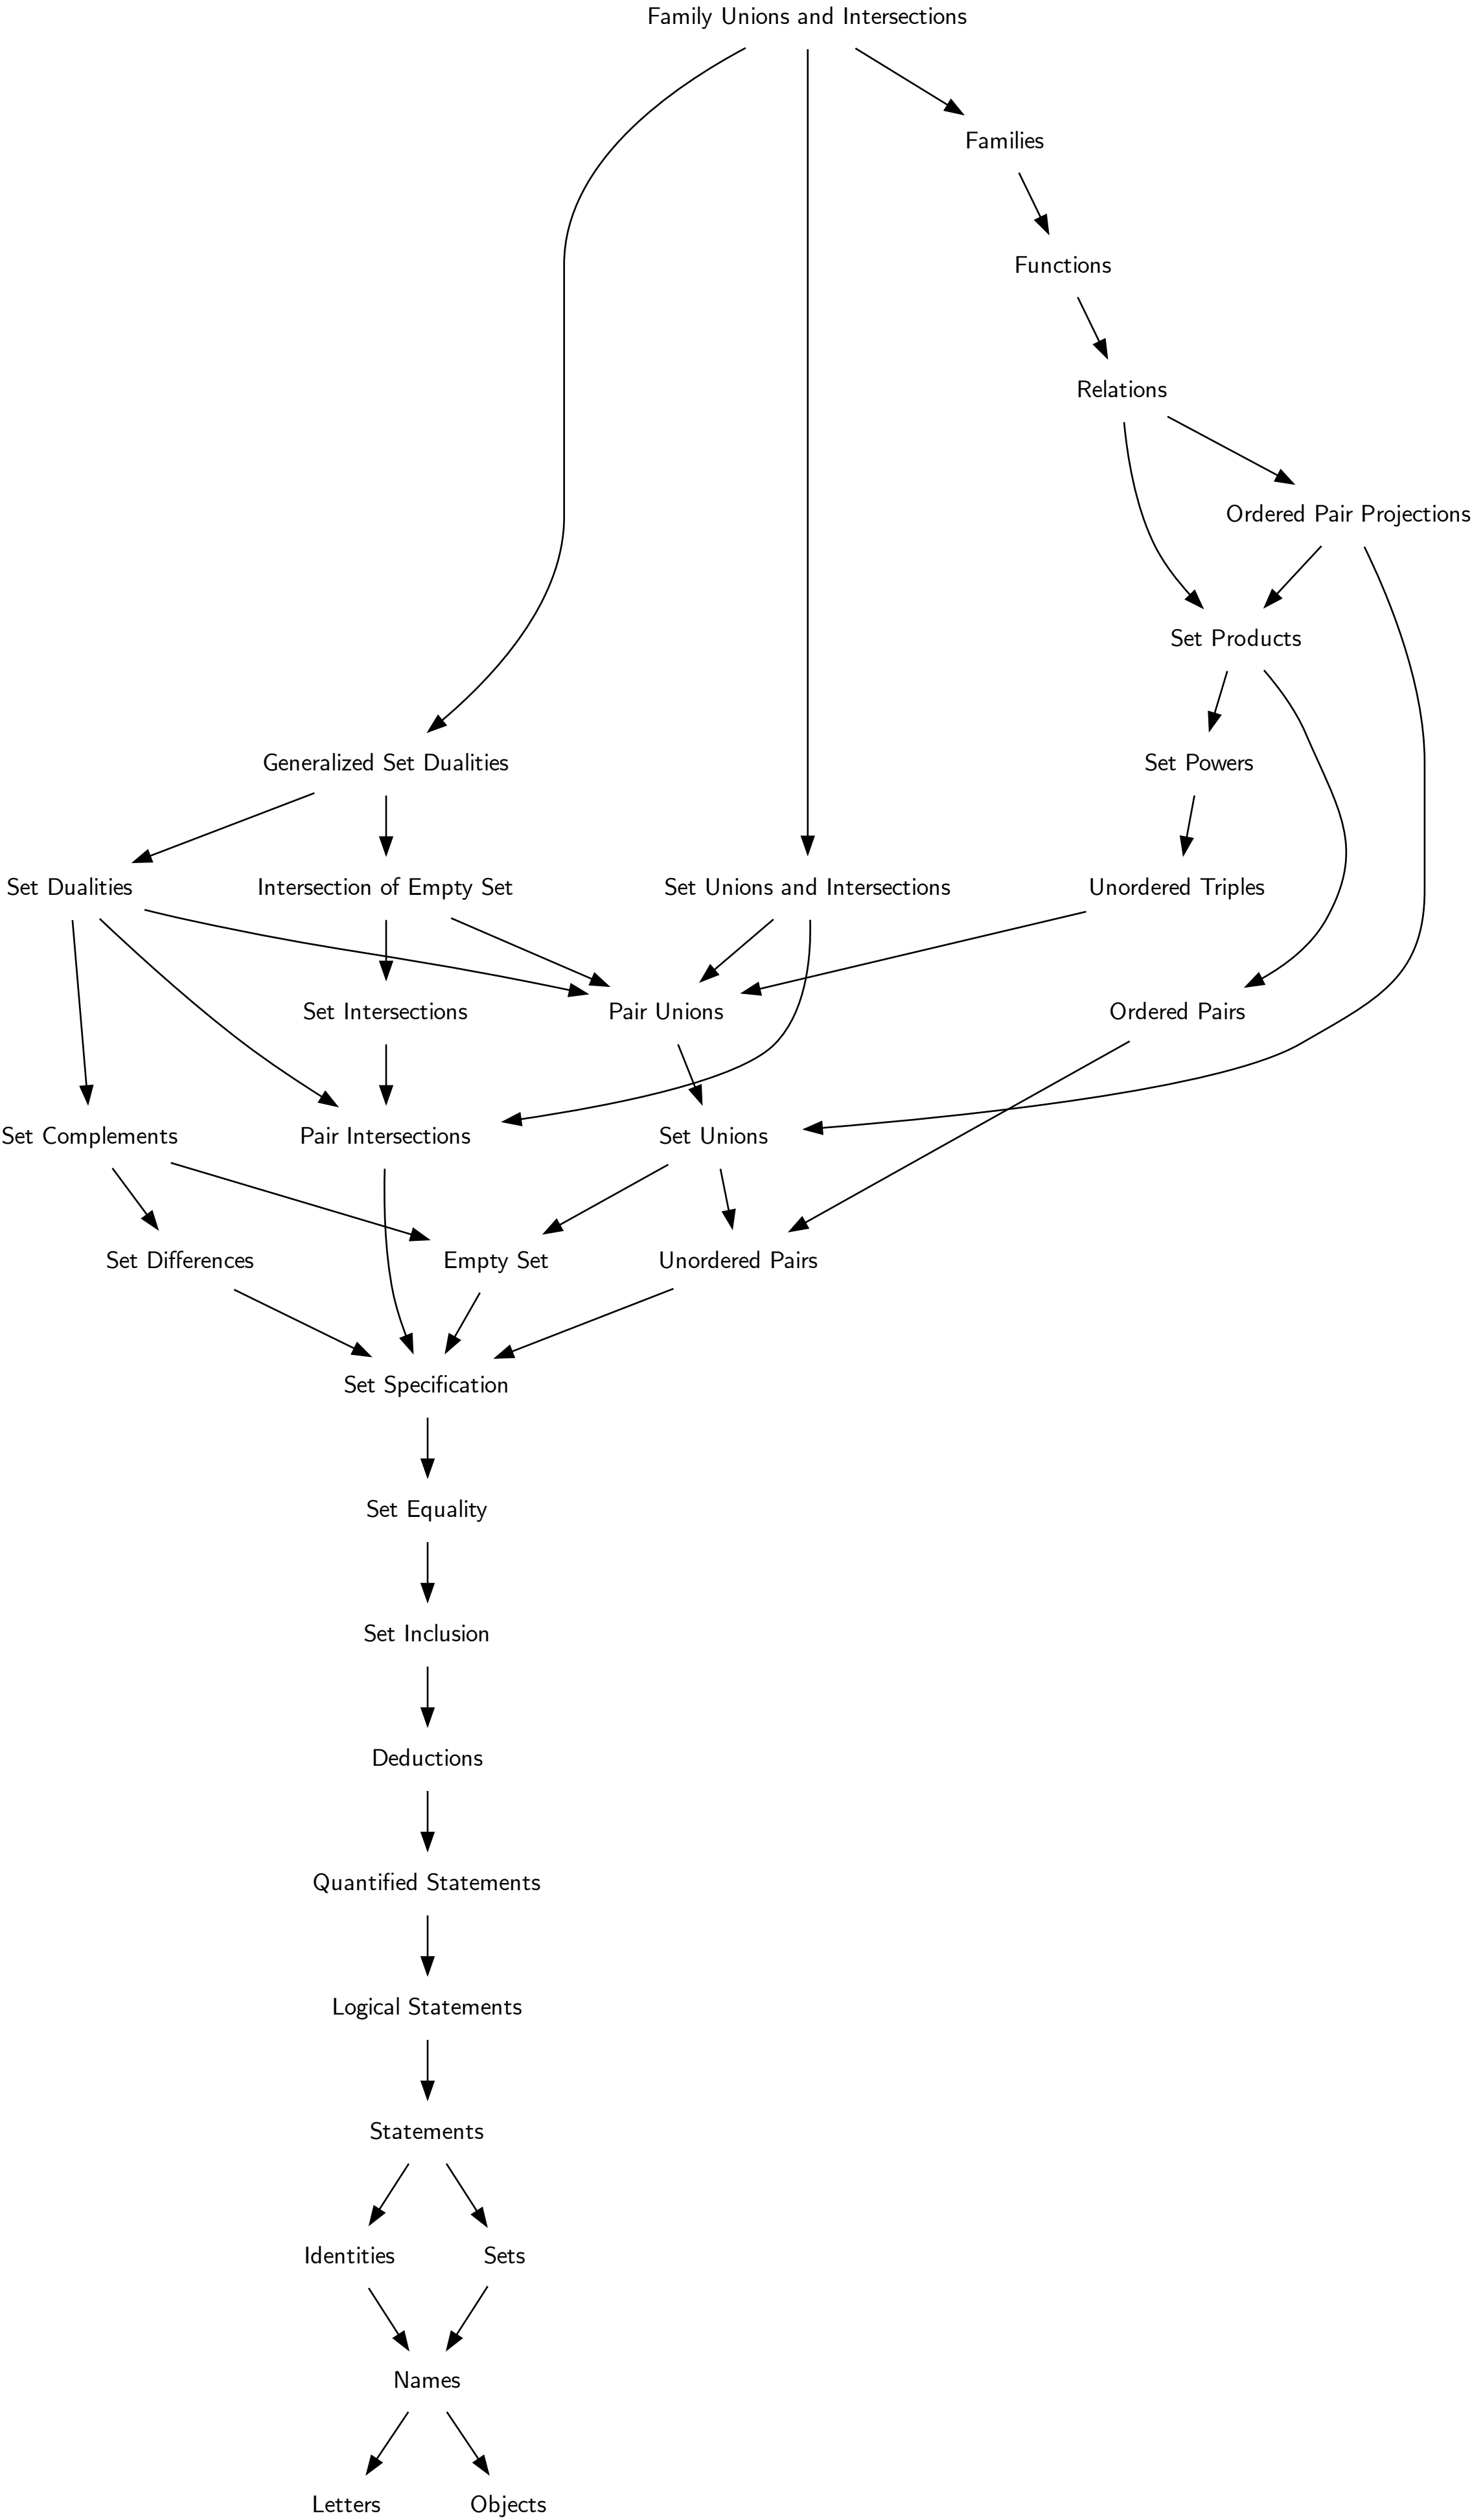 Family Unions and Intersections
Families
Functions
Relations
Ordered Pair Projections
Set Products
Generalized Set Dualities
Set Powers
Set Dualities
Intersection of Empty Set
Set Unions and Intersections
Unordered Triples
Set Intersections
Pair Unions
Ordered Pairs
Set Complements
Pair Intersections
Set Unions
Set Differences
Empty Set
Unordered Pairs
Set Specification
Set Equality
Set Inclusion
Deductions
Quantified Statements
Logical Statements
Statements
Identities
Sets
Names
Letters
Objects